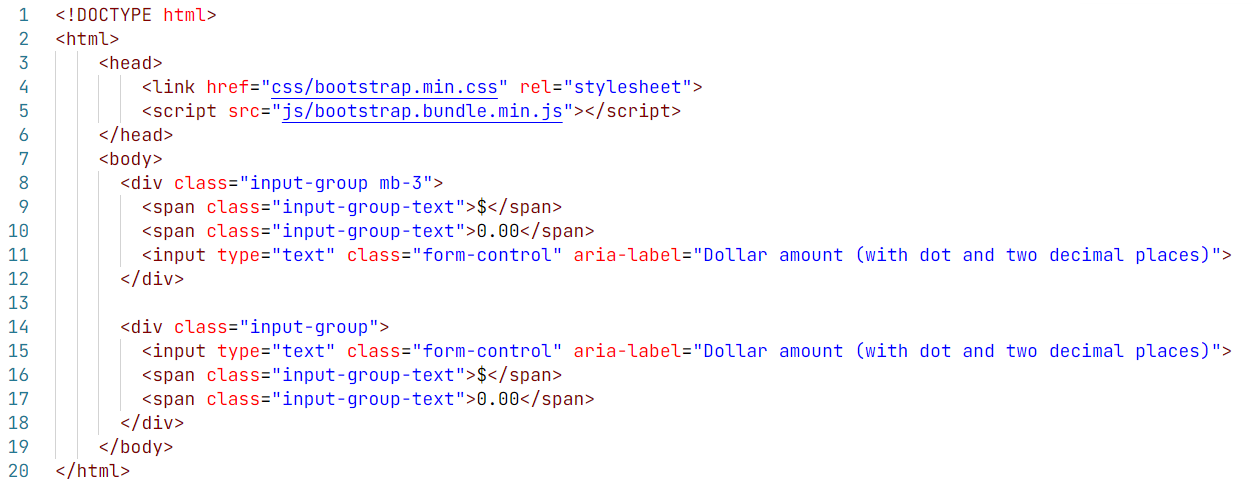 1 <!DOCTYPE html>
2 <html>
3     <head>
4         <link href="css/bootstrap.min.css" rel="stylesheet">
5         <script src="js/bootstrap.bundle.min.js"></script>
6     </head>
7     <body>
8       <div class="input-group mb-3">
9         <span class="input-group-text">$</span>
10         <span class="input-group-text">0.00</span>
11         <input type="text" class="form-control" aria-label="Dollar amount (with dot and two decimal places)">
12       </div>
13
14       <div class="input-group">
15         <input type="text" class="form-control" aria-label="Dollar amount (with dot and two decimal places)">
16         <span class="input-group-text">$</span>
17         <span class="input-group-text">0.00</span>
18       </div>
19     </body>
20 </html>